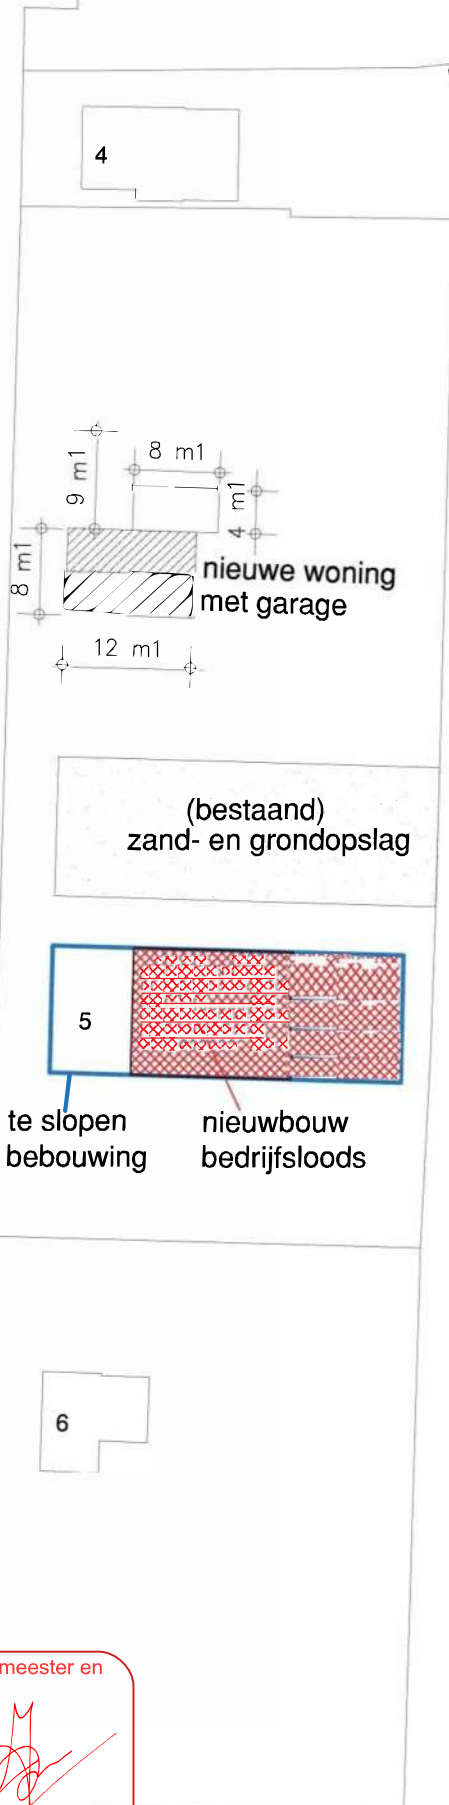 4
8 m1
9 m1
4 m1
8 m1
nieuwe woning
met garage
12 m1
(bestaand)
zand- en grondopslag
5
te slopen
bebouwing
nieuwbouw
bedrijfsloods
6
meester en